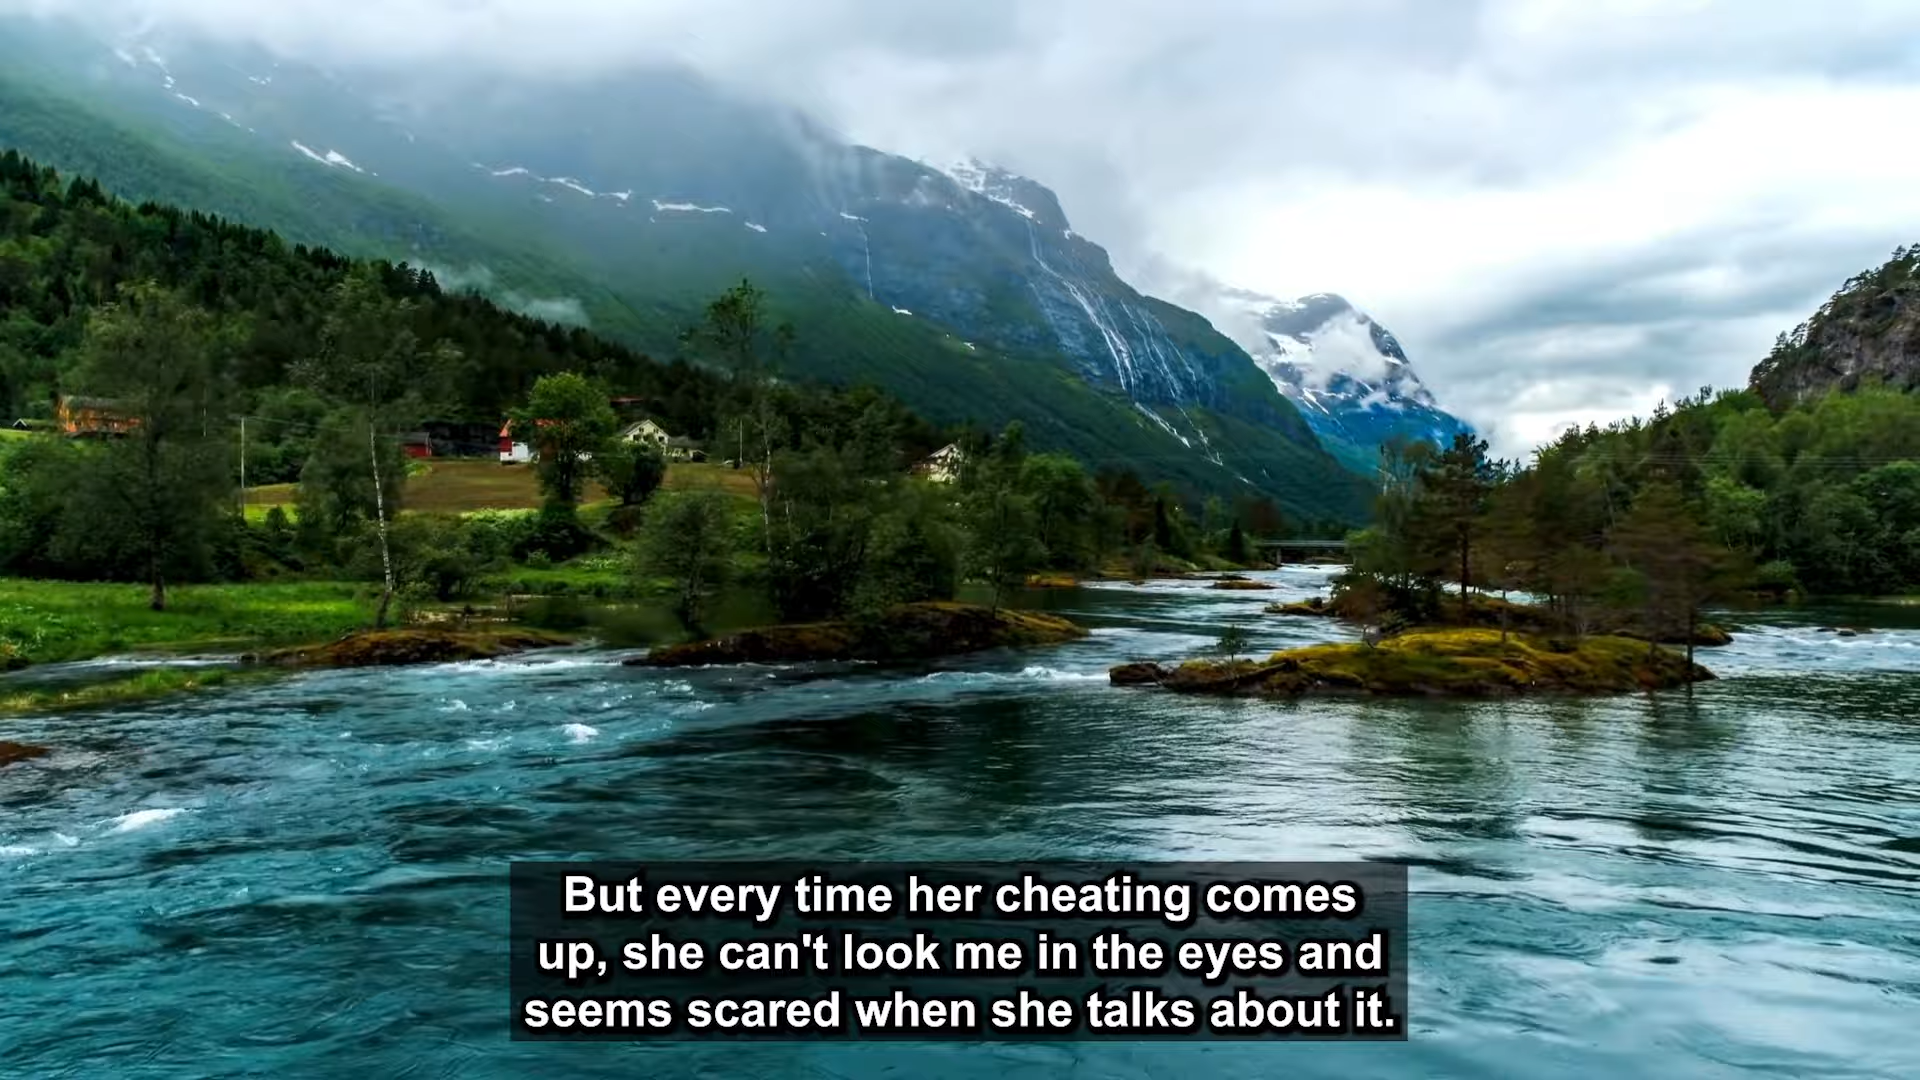 But every time her cheating comes
up, she can't look me in the eyes and
seems scared when she talks about it.